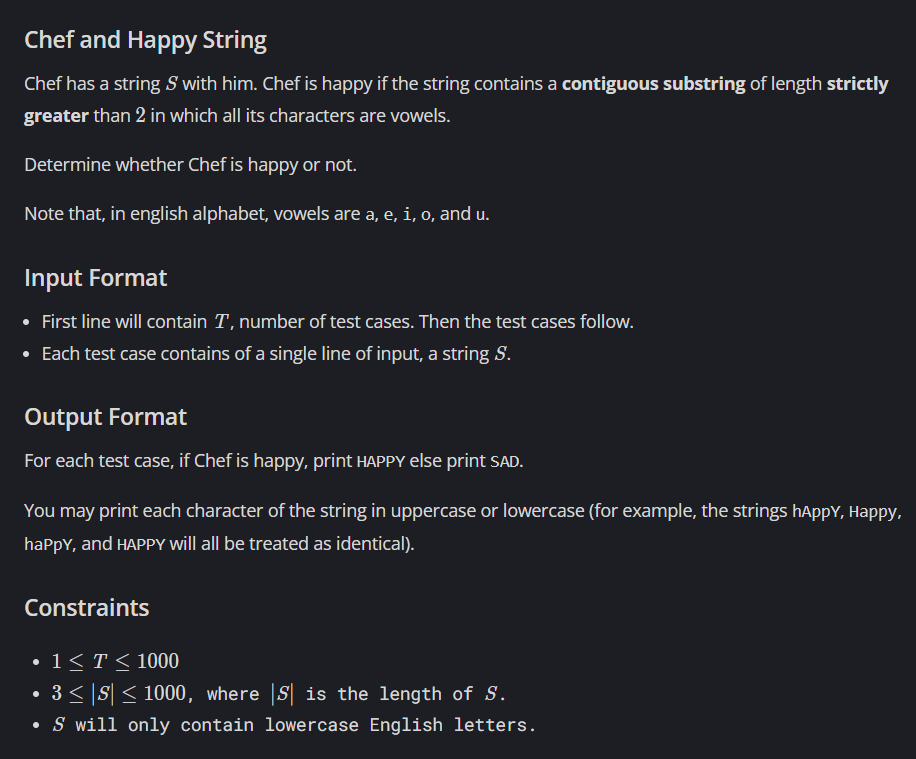 Chef and Happy String
Chef has a string S with him. Chef is happy if the string contains a contiguous substring of length strictly
greater than 2 in which all its characters are vowels.
Determine whether Chef is happy or not.
Note that, in english alphabet, vowels are a, e, i, o, and u.
Input Format
• First line will contain T, number of test cases. Then the test cases follow.
• Each test case contains of a single line of input, a string S.
Output Format
For each test case, if Chef is happy, print HAPPY else print SAD.
You may print each character of the string in uppercase or lowercase (for example, the strings hAppY, Happy,
haPpY, and HAPPY will all be treated as identical).
Constraints
• 1 ≤ T ≤ 1000
• 3 ≤ |S| ≤ 1000, where |S| is the length of S.
• S will only contain lowercase English letters.